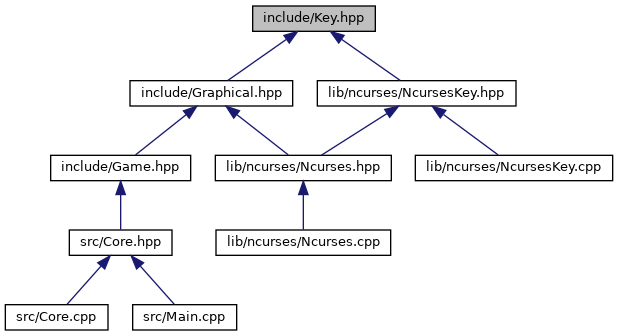 include/Key.hpp
include/Graphical.hpp
lib/ncurses/NcursesKey.hpp
include/Game.hpp
lib/ncurses/Ncurses.hpp
lib/ncurses/NcursesKey.cpp
src/Core.hpp
lib/ncurses/Ncurses.cpp
src/Core.cpp
src/Main.cpp